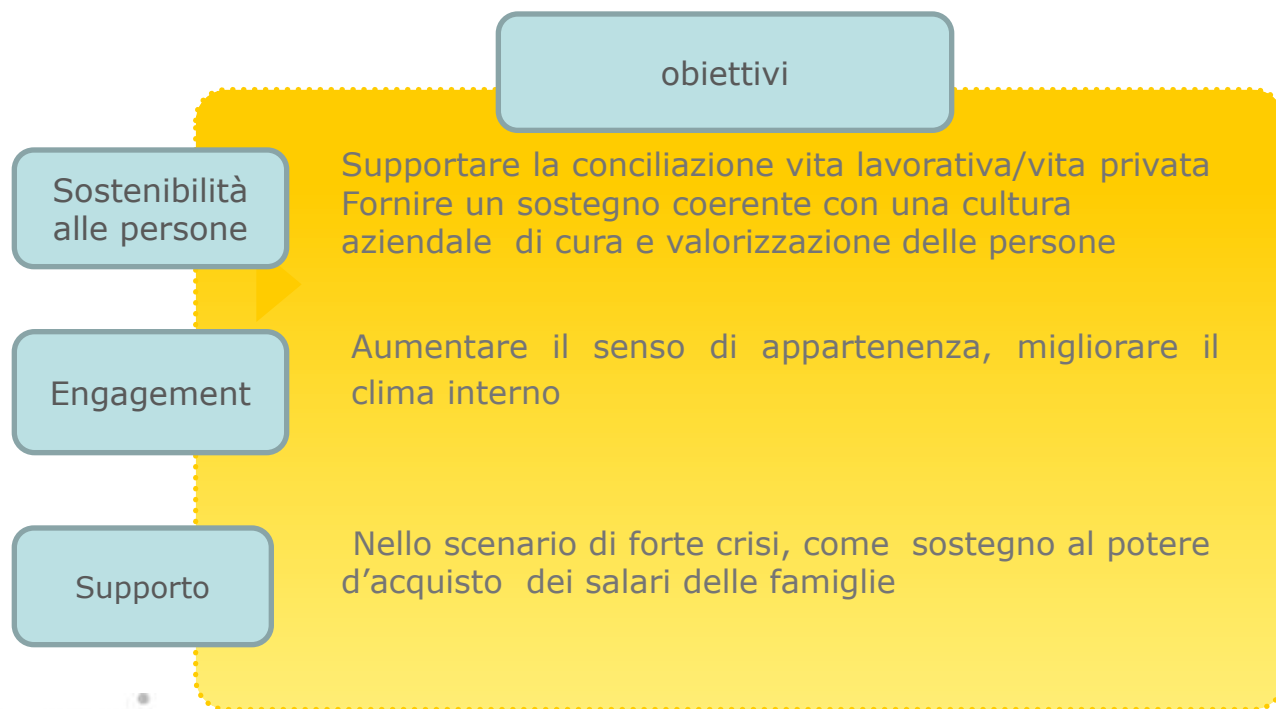 obiettivi
Sostenibilità
alle persone
Supportare la conciliazione vita lavorativa/vita privata
Fornire un sostegno coerente con una cultura
aziendale  di cura e valorizzazione delle persone
Engagement
Aumentare il senso di appartenenza, migliorare il
clima interno
Supporto
Nello scenario di forte crisi, come  sostegno al potere
d’acquisto  dei salari delle famiglie